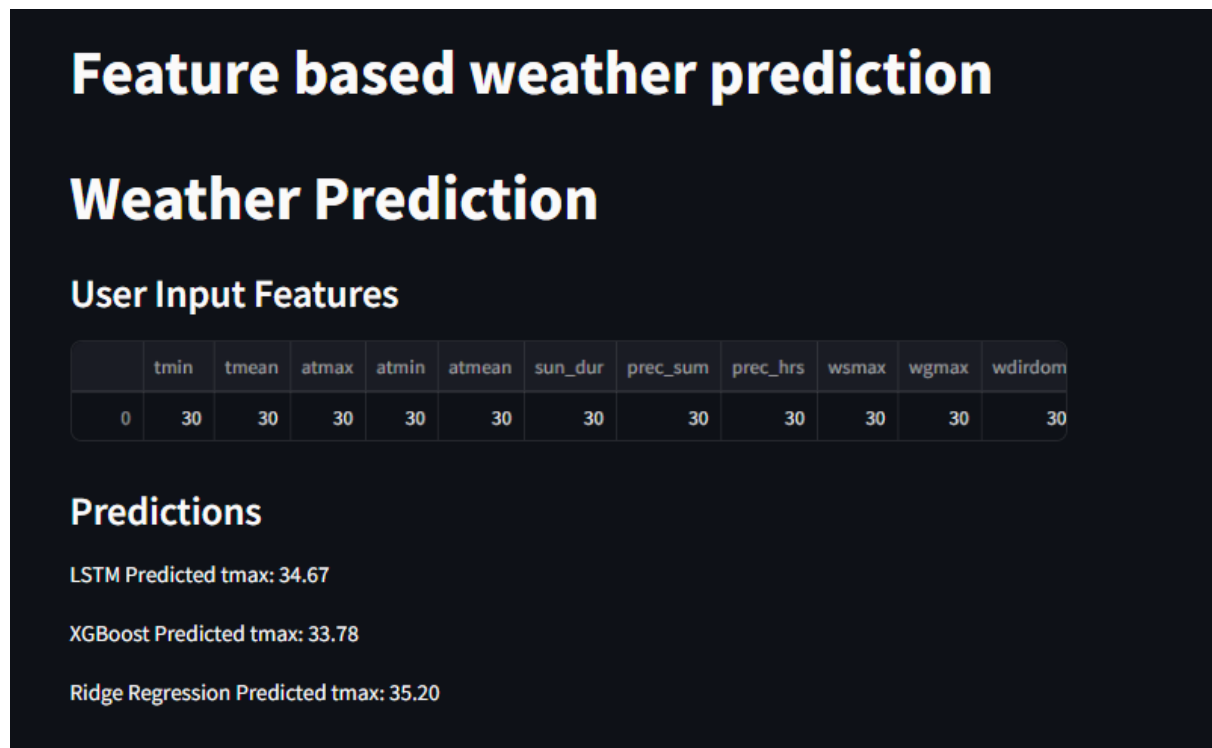 Feature based weather prediction
Weather Prediction
User Input Features
tmin tmean atmax atmin atmean sun_dur prec_sum prec_hrs wsmax wgmax wdirdom
0 30 30 30 30 30 30 30 30 30 30 30
Predictions
LSTM Predicted tmax: 34.67
XGBoost Predicted tmax: 33.78
Ridge Regression Predicted tmax: 35.20